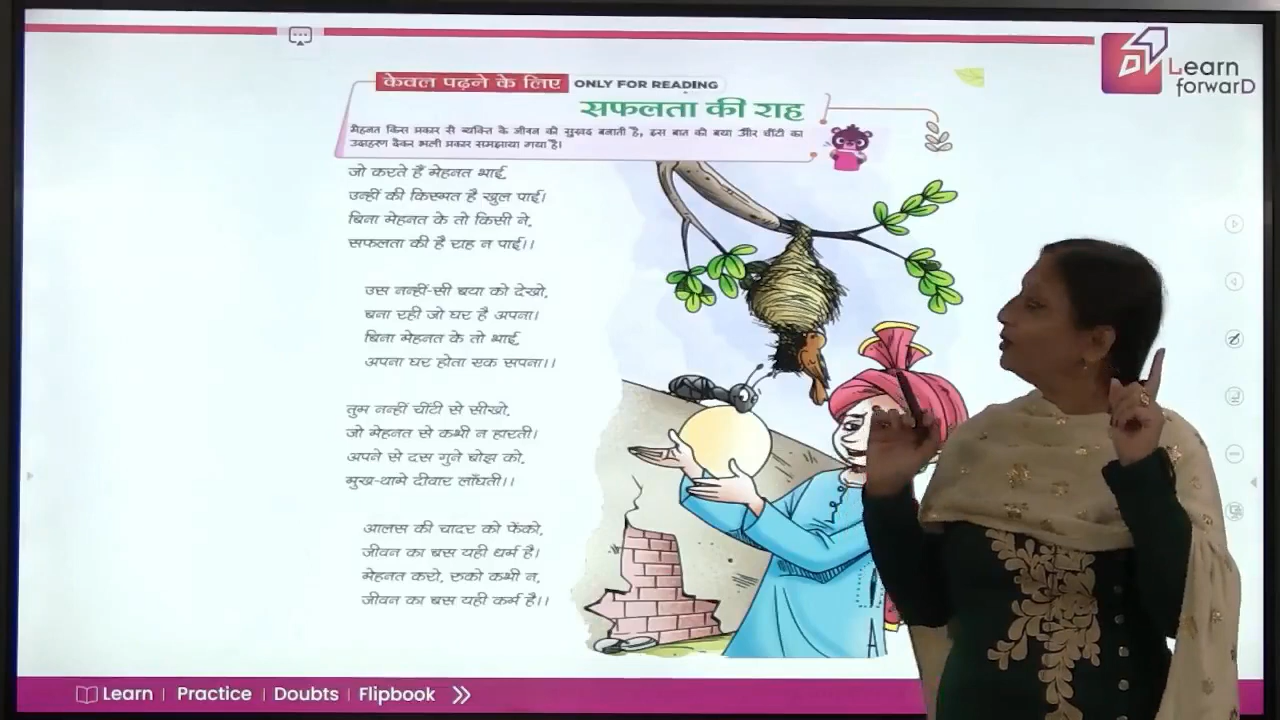 Learn
forwarD
केवल पढ़ने के लिए ONLY FOR READING
सफलता की राह
मेहनत किस प्रकार से व्यक्ति के जीवन को सुखद बनाती है, इस बात को बया और चींटी का
उदाहरण देकर भली प्रकार समझाया गया है।
जो करते हैं मेहनत भाई,
उन्हीं की किस्मत है खुल पाई।
बिना मेहनत के तो किसी ने,
सफलता की है राह न पाई।।
उस नन्हीं-सी बया को देखो,
बना रही जो घर है अपना।
बिना मेहनत के तो भाई,
अपना घर होता एक सपना।।
तुम नन्हीं चींटी से सीखो,
जो मेहनत से कभी न हारती।
अपने से दस गुने बोझ को,
मुख-थामे दीवार लाँघती।।
आलस की चादर को फेंको,
जीवन का बस यही धर्म है।
मेहनत करो, रुको कभी न,
जीवन का बस यही कर्म है।।
Learn | Practice | Doubts | Flipbook